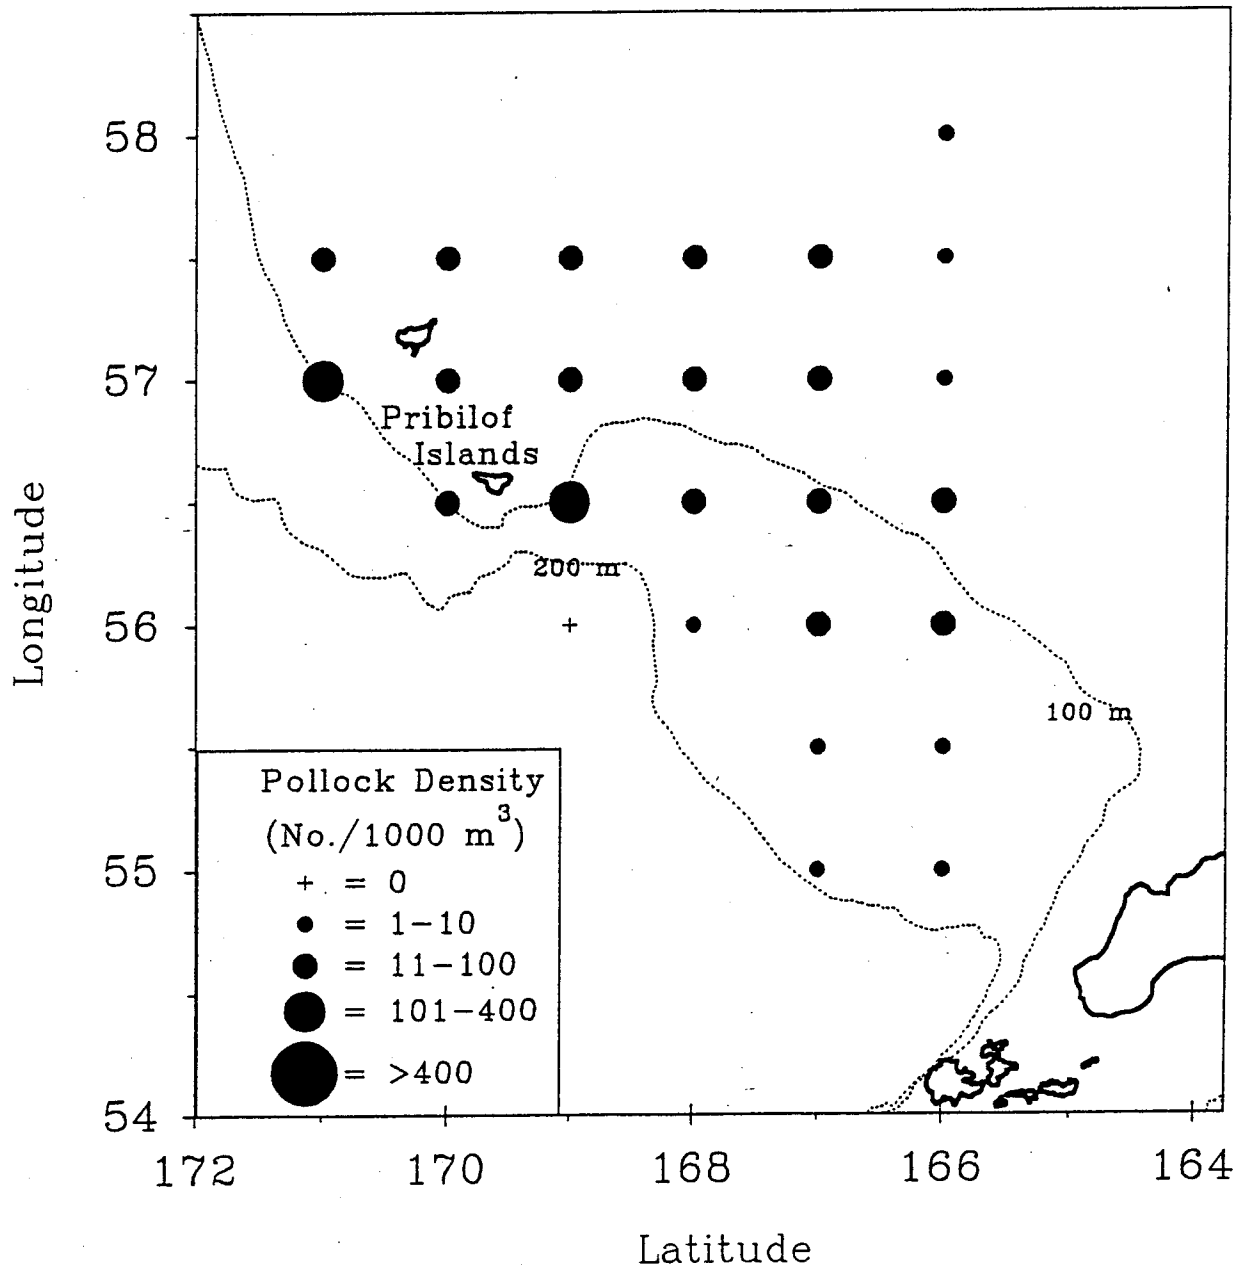 58
57
Pribilof
Islands
200 m
56
100 m
Longitude
Pollock Density
(No./1000 m³)
+ = 0
= 1-10
55
= 11-100
= 101-400
= >400
54
172 170 168 166 164
Latitude